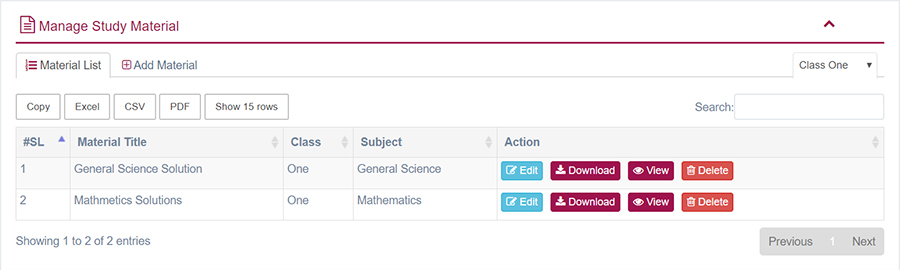 Manage Study Material
Material List Add Material Class One
Copy Excel CSV PDF Show 15 rows Search:
#SL Material Title Class Subject Action
1 General Science Solution One General Science Edit Download View Delete
2 Mathmetics Solutions One Mathematics Edit Download View Delete
Showing 1 to 2 of 2 entries Previous 1 Next